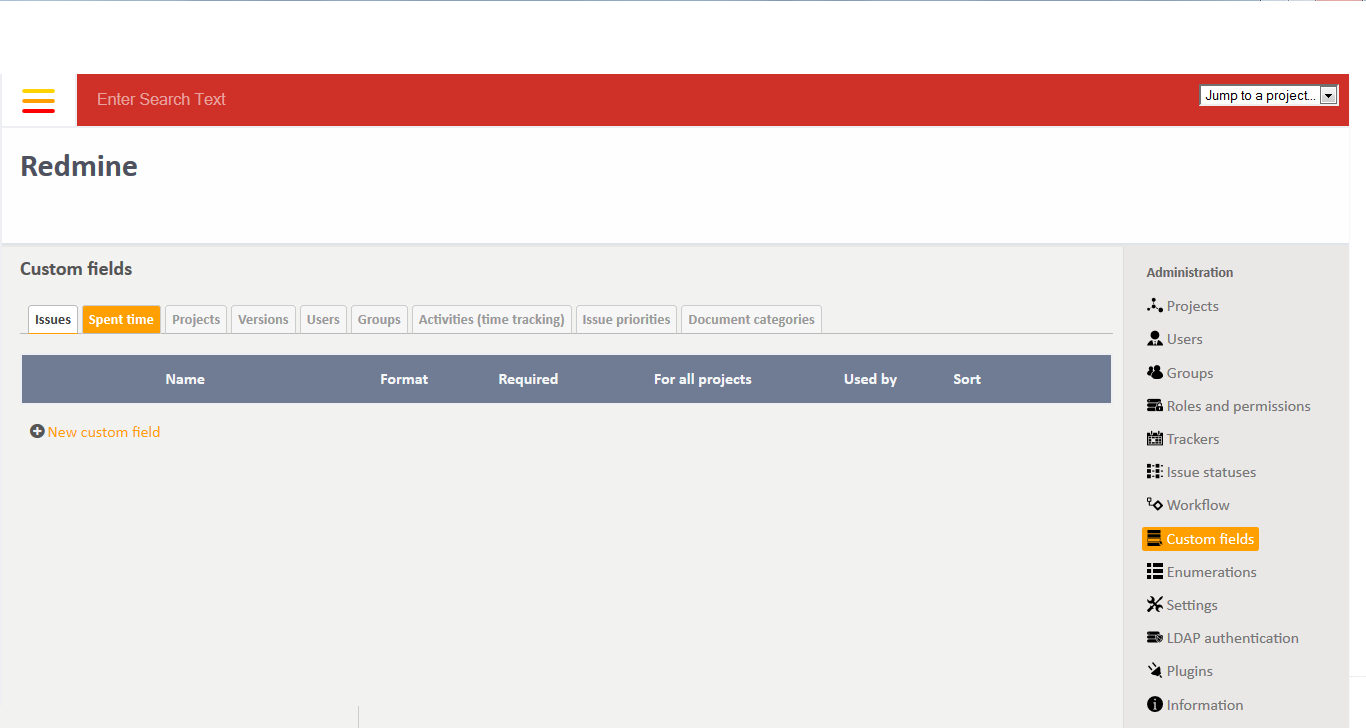 Enter Search Text
Jump to a project...
Redmine
Custom fields
Issues Spent time Projects Versions Users Groups Activities (time tracking) Issue priorities Document categories
Name Format Required For all projects Used by Sort
New custom field
Administration
Projects
Users
Groups
Roles and permissions
Trackers
Issue statuses
Workflow
Custom fields
Enumerations
Settings
LDAP authentication
Plugins
Information